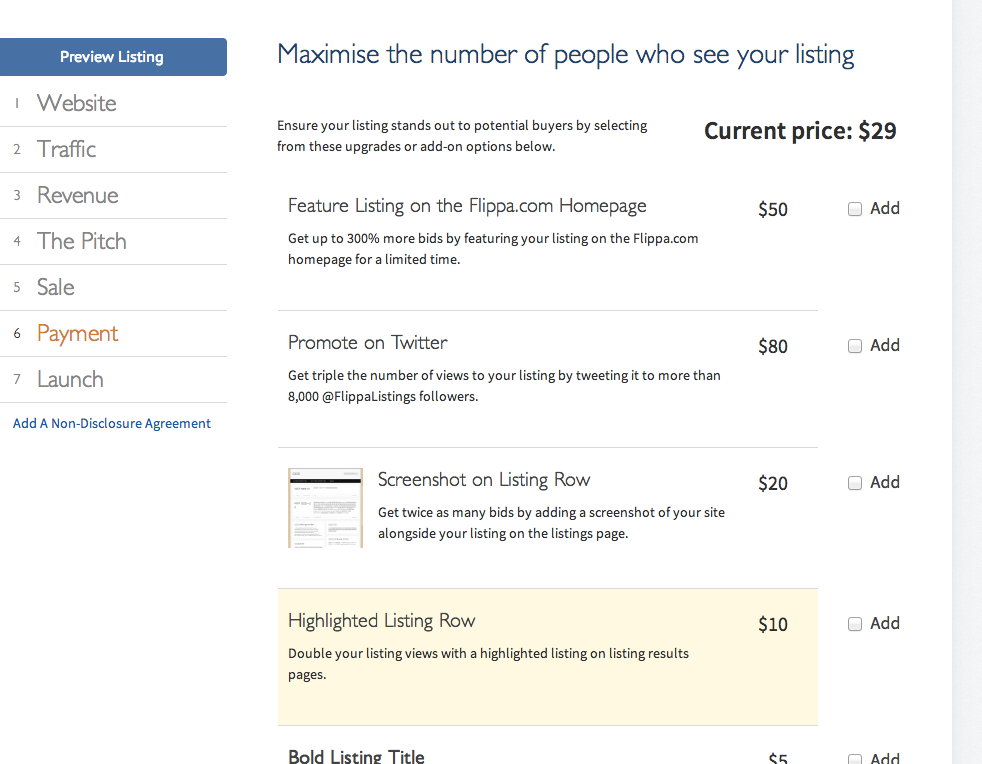 Preview Listing
1 Website
2 Traffic
3 Revenue
4 The Pitch
5 Sale
6 Payment
7 Launch
Add A Non-Disclosure Agreement
Maximise the number of people who see your listing
Ensure your listing stands out to potential buyers by selecting
from these upgrades or add-on options below.
Current price: $29
Feature Listing on the Flippa.com Homepage
$50
Add
Get up to 300% more bids by featuring your listing on the Flippa.com
homepage for a limited time.
Promote on Twitter
$80
Add
Get triple the number of views to your listing by tweeting it to more than
8,000 @FlippaListings followers.
Screenshot on Listing Row
$20
Add
Get twice as many bids by adding a screenshot of your site
alongside your listing on the listings page.
Highlighted Listing Row
$10
Add
Double your listing views with a highlighted listing on listing results
pages.
Bold Listing Title
$5
Add